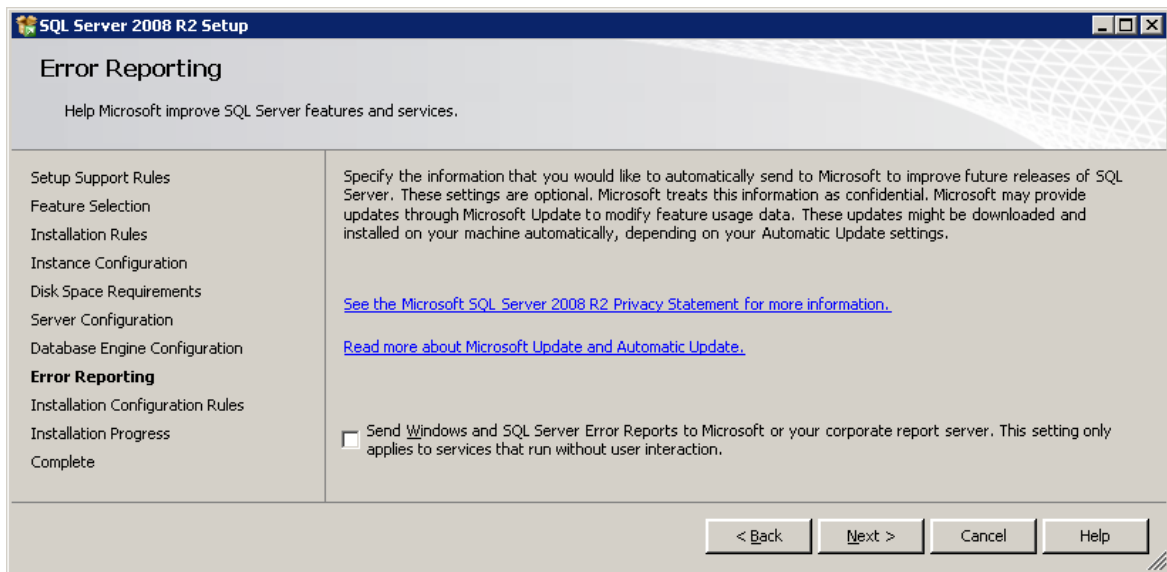 SQL Server 2008 R2 Setup
Error Reporting
Help Microsoft improve SQL Server features and services.
Setup Support Rules
Feature Selection
Installation Rules
Instance Configuration
Disk Space Requirements
Server Configuration
Database Engine Configuration
Error Reporting
Installation Configuration Rules
Installation Progress
Complete
Specify the information that you would like to automatically send to Microsoft to improve future releases of SQL
Server. These settings are optional. Microsoft treats this information as confidential. Microsoft may provide
updates through Microsoft Update to modify feature usage data. These updates might be downloaded and
installed on your machine automatically, depending on your Automatic Update settings.
See the Microsoft SQL Server 2008 R2 Privacy Statement for more information.
Read more about Microsoft Update and Automatic Update.
Send Windows and SQL Server Error Reports to Microsoft or your corporate report server. This setting only
applies to services that run without user interaction.
< Back
Next >
Cancel
Help